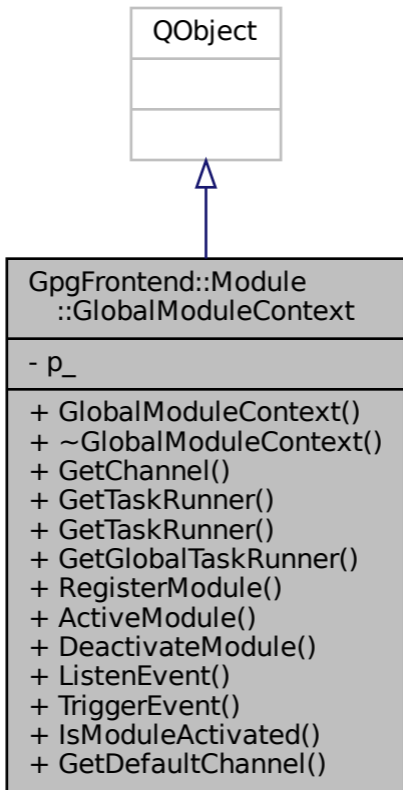 QObject
GpgFrontend::Module
::GlobalModuleContext
- p_
+ GlobalModuleContext()
+ ~GlobalModuleContext()
+ GetChannel()
+ GetTaskRunner()
+ GetTaskRunner()
+ GetGlobalTaskRunner()
+ RegisterModule()
+ ActiveModule()
+ DeactivateModule()
+ ListenEvent()
+ TriggerEvent()
+ IsModuleActivated()
+ GetDefaultChannel()